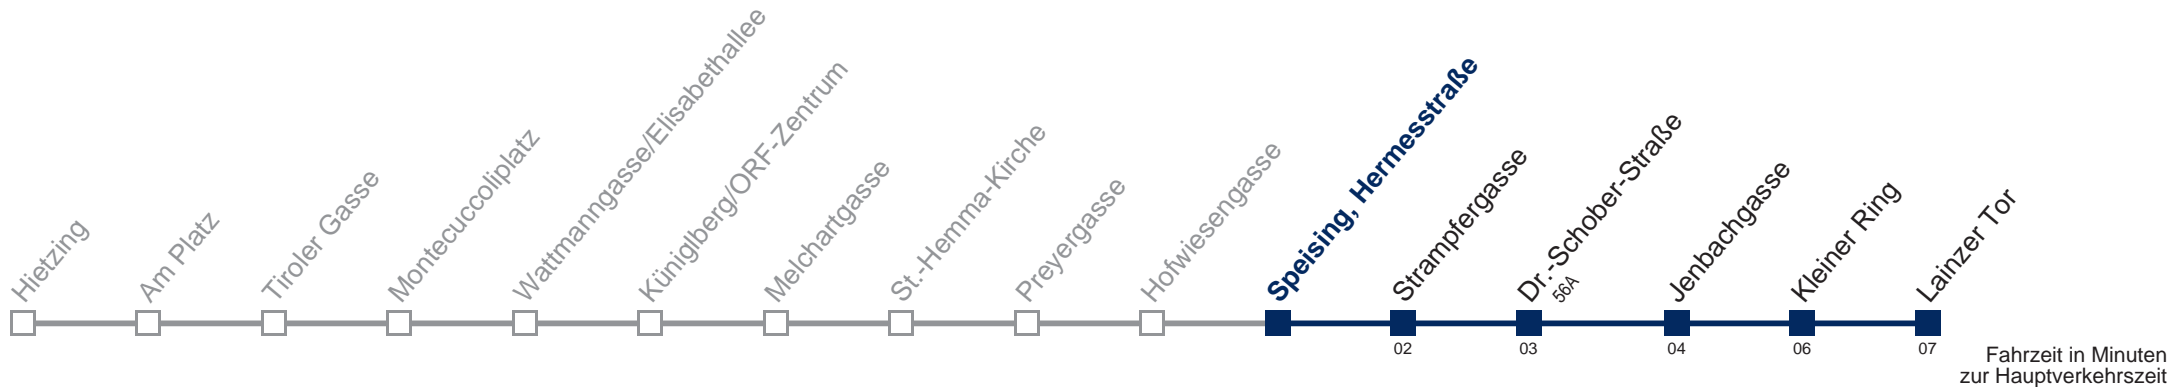 Hietzing
Am Platz
Tiroler Gasse
Montecuccoliplatz
Wattmanngasse/Elisabethallee
Küniglberg/ORF-Zentrum
Melchartgasse
St.-Hemma-Kirche
Preyergasse
Hofwiesengasse
Speising, Hermesstraße
Strampfergasse
Dr.-Schober-Straße
56A
Jenbachgasse
Kleiner Ring
Lainzer Tor
02
03
04
06
07
Fahrzeit in Minuten
zur Hauptverkehrszeit